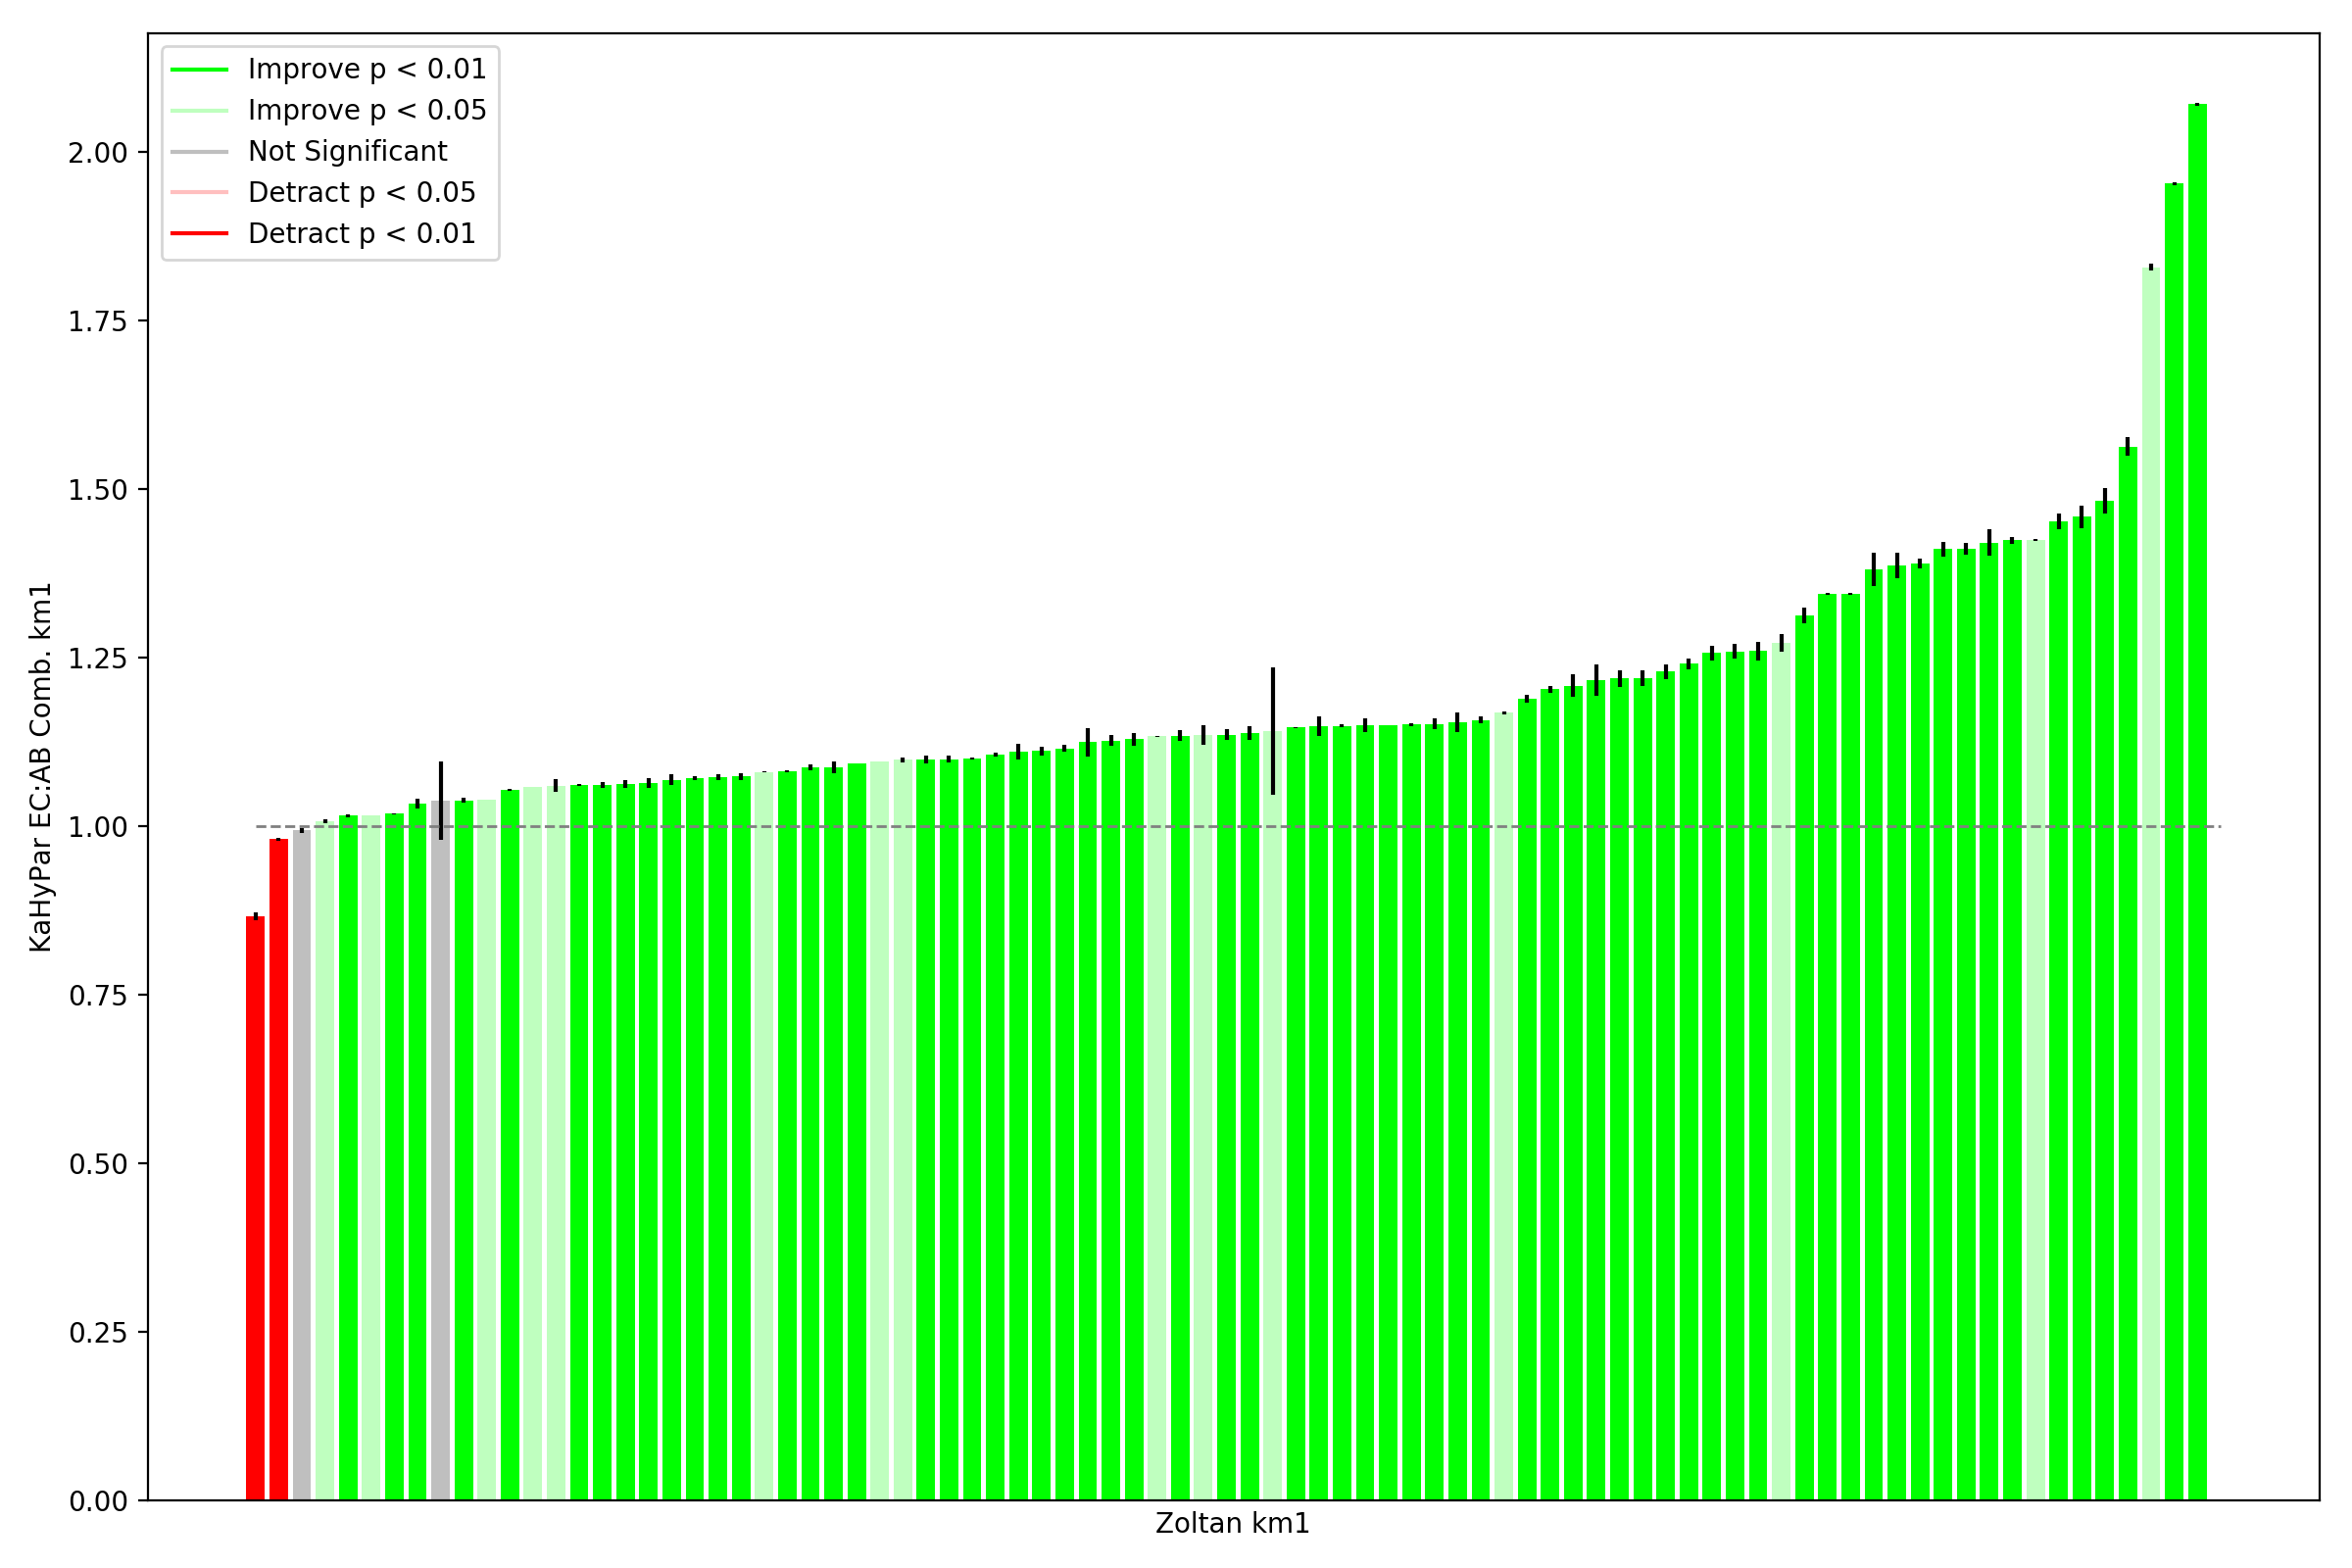 Improve p < 0.01
Improve p < 0.05
Not Significant
Detract p < 0.05
Detract p < 0.01
2.00
1.75
1.50
1.25
1.00
0.75
0.50
0.25
0.00
KaHyPar EC:AB Comb. km1
Zoltan km1